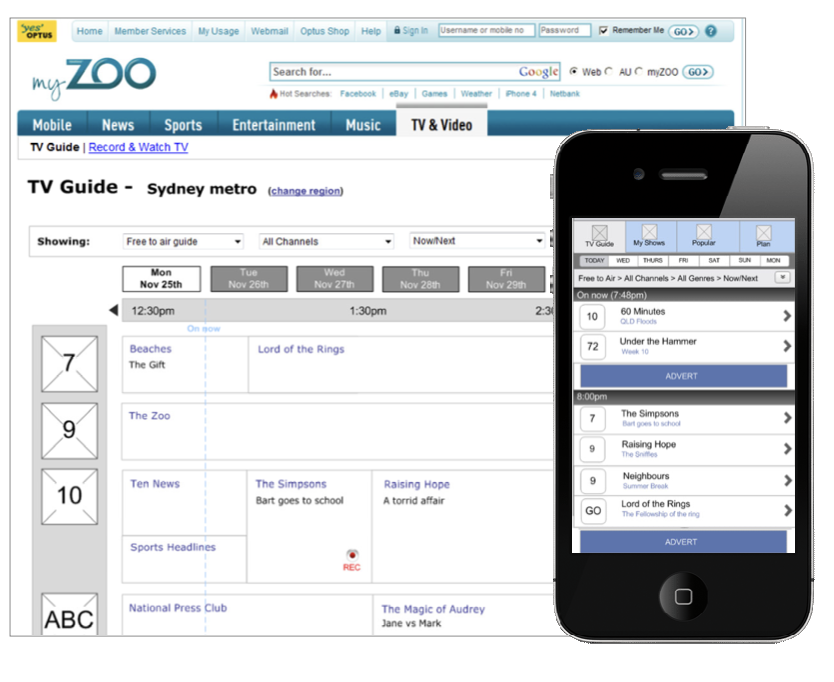 "yes" OPTUS Home Member Services My Usage Webmail Optus Shop Help Sign In Username or mobile no Password Remember Me GO> ?
myZOO
Search for... Google Web AU myZOO GO>
Hot Searches: Facebook | eBay | Games | Weather | iPhone 4 | Netbank
Mobile News Sports Entertainment Music TV & Video
TV Guide | Record & Watch TV
TV Guide - Sydney metro (change region)
Showing: Free to air guide All Channels Now/Next
Mon Tue Wed Thu Fri
Nov 25th Nov 26th Nov 27th Nov 28th Nov 29th
12:30pm 1:30pm 2:30
On now
7 Beaches Lord of the Rings
The Gift
9 The Zoo
10 Ten News The Simpsons Raising Hope
Bart goes to school A torrid affair
Sports Headlines
REC
ABC National Press Club The Magic of Audrey
Jane vs Mark
TV Guide My Shows Popular Plan
TODAY WED THURS FRI SAT SUN MON
Free to Air > All Channels > All Genres > Now/Next
On now (7:48pm)
10 60 Minutes
QLD Floods
72 Under the Hammer
Week 10
ADVERT
8:00pm
7 The Simpsons
Bart goes to school
9 Raising Hope
The Sniffles
9 Neighbours
Summer Break
GO Lord of the Rings
The Fellowship of the ring
ADVERT